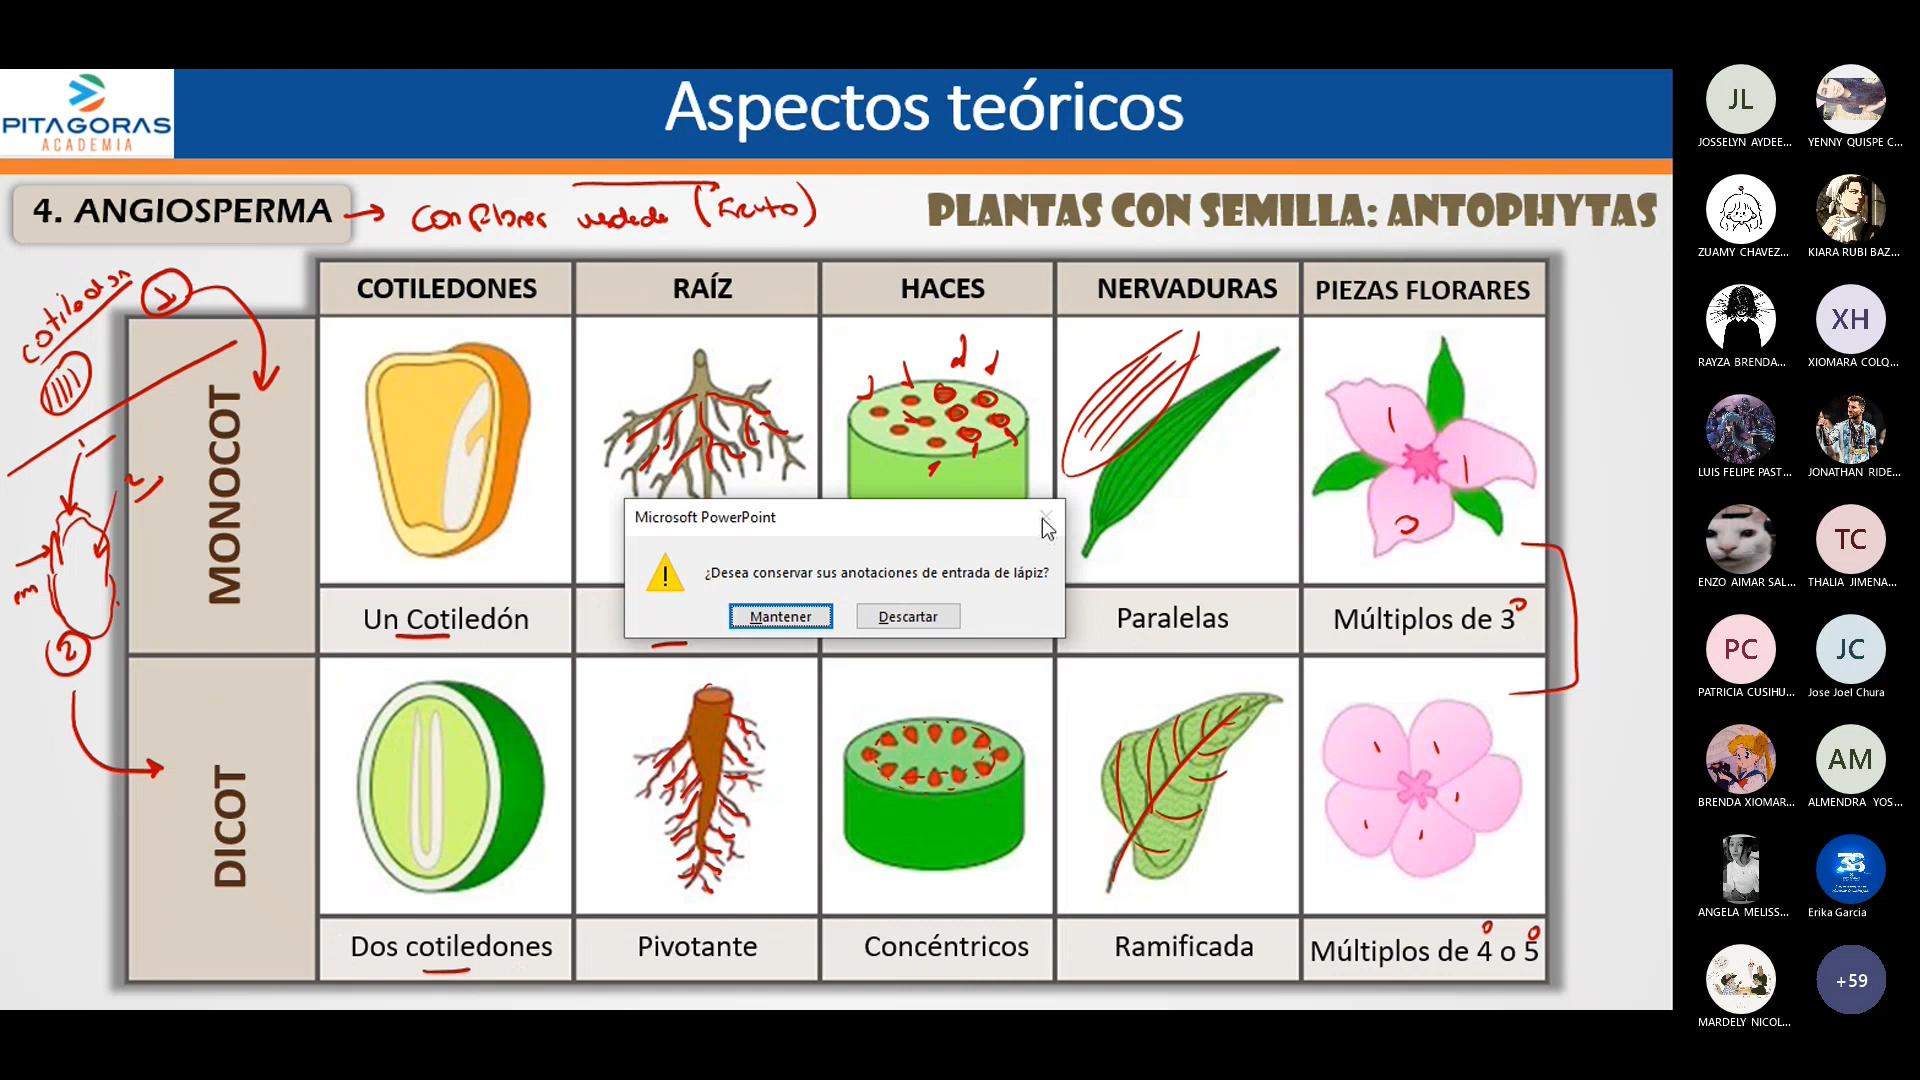 PITAGORAS
ACADEMIA
Aspectos teóricos
4. ANGIOSPERMA
(Fruto)
PLANTAS CON SEMILLA: ANTOPHYTAS
COTILEDONES
RAÍZ
HACES
NERVADURAS
PIEZAS FLORARES
MONOCOT
Un Cotiledón
Paralelas
Múltiplos de 3
DICOT
Dos cotiledones
Pivotante
Concéntricos
Ramificada
Múltiplos de 4 o 5
2
Microsoft PowerPoint
¿Desea conservar sus anotaciones de entrada de lápiz?
Mantener
Descartar
JL
JOSSELYN AYDEE...
YENNY QUISPE C...
ZUAMY CHAVEZ...
KIARA RUBI BAZ...
RAYZA BRENDA...
XH
XIOMARA COLQ...
LUIS FELIPE PAST...
JONATHAN RIDE...
ENZO AIMAR SAL...
TC
THALIA JIMENA...
PC
PATRICIA CUSIHU...
JC
Jose Joel Chura
BRENDA XIOMAR...
AM
ALMENDRA YOS...
ANGELA MELISS...
Erika Garcia
MARDELY NICOL...
+59